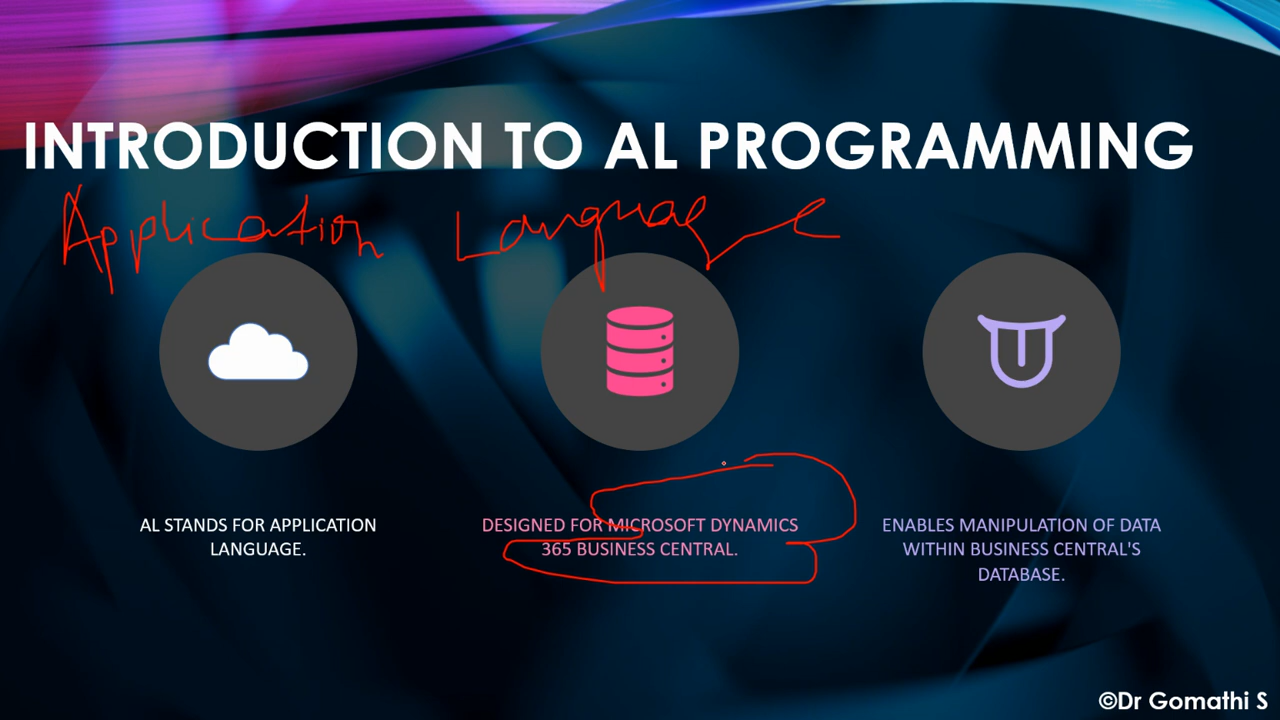 INTRODUCTION TO AL PROGRAMMING
Application Language
AL STANDS FOR APPLICATION
LANGUAGE.
DESIGNED FOR MICROSOFT DYNAMICS
365 BUSINESS CENTRAL.
ENABLES MANIPULATION OF DATA
WITHIN BUSINESS CENTRAL'S
DATABASE.
©Dr Gomathi S